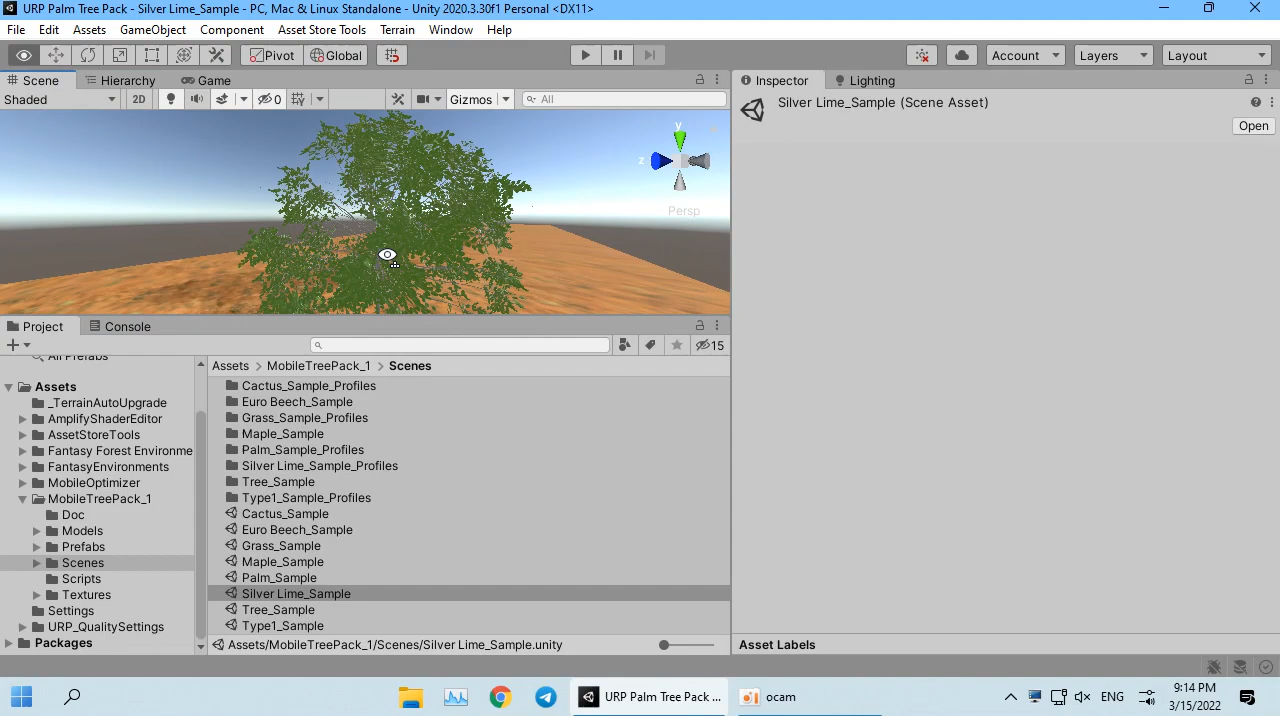 URP Palm Tree Pack - Silver Lime_Sample - PC, Mac & Linux Standalone - Unity 2020.3.30f1 Personal <DX11>
File Edit Assets GameObject Component Asset Store Tools Terrain Window Help
Pivot Global Account Layers Layout
Scene Hierarchy Game Inspector Lighting
Shaded 2D 0 Gizmos All
Silver Lime_Sample (Scene Asset)
Open
y
z
Persp
Project Console
15
All Prefabs
Assets > MobileTreePack_1 > Scenes
Assets
_TerrainAutoUpgrade
AmplifyShaderEditor
AssetStoreTools
Fantasy Forest Environme
FantasyEnvironments
MobileOptimizer
MobileTreePack_1
Doc
Models
Prefabs
Scenes
Scripts
Textures
Settings
URP_QualitySettings
Packages
Cactus_Sample_Profiles
Euro Beech_Sample
Grass_Sample_Profiles
Maple_Sample
Palm_Sample_Profiles
Silver Lime_Sample_Profiles
Tree_Sample
Type1_Sample_Profiles
Cactus_Sample
Euro Beech_Sample
Grass_Sample
Maple_Sample
Palm_Sample
Silver Lime_Sample
Tree_Sample
Type1_Sample
Assets/MobileTreePack_1/Scenes/Silver Lime_Sample.unity
Asset Labels
URP Palm Tree Pack ...
ocam
ENG
9:14 PM
3/15/2022